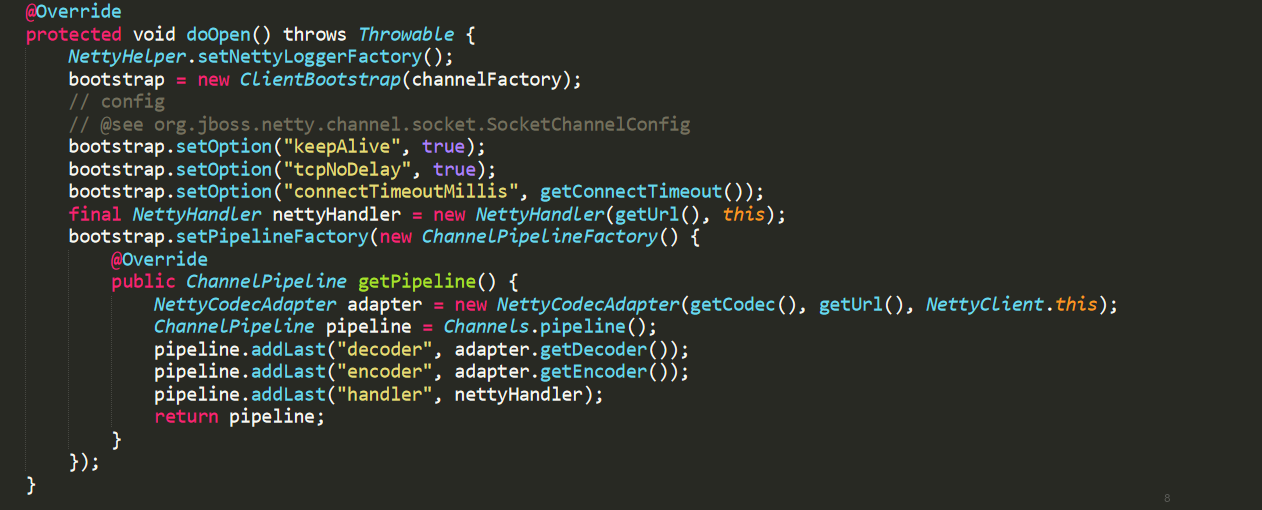 @Override
protected void doOpen() throws Throwable {
    NettyHelper.setNettyLoggerFactory();
    bootstrap = new ClientBootstrap(channelFactory);
    // config
    // @see org.jboss.netty.channel.socket.SocketChannelConfig
    bootstrap.setOption("keepAlive", true);
    bootstrap.setOption("tcpNoDelay", true);
    bootstrap.setOption("connectTimeoutMillis", getConnectTimeout());
    final NettyHandler nettyHandler = new NettyHandler(getUrl(), this);
    bootstrap.setPipelineFactory(new ChannelPipelineFactory() {
        @Override
        public ChannelPipeline getPipeline() {
            NettyCodecAdapter adapter = new NettyCodecAdapter(getCodec(), getUrl(), NettyClient.this);
            ChannelPipeline pipeline = Channels.pipeline();
            pipeline.addLast("decoder", adapter.getDecoder());
            pipeline.addLast("encoder", adapter.getEncoder());
            pipeline.addLast("handler", nettyHandler);
            return pipeline;
        }
    });
}
8